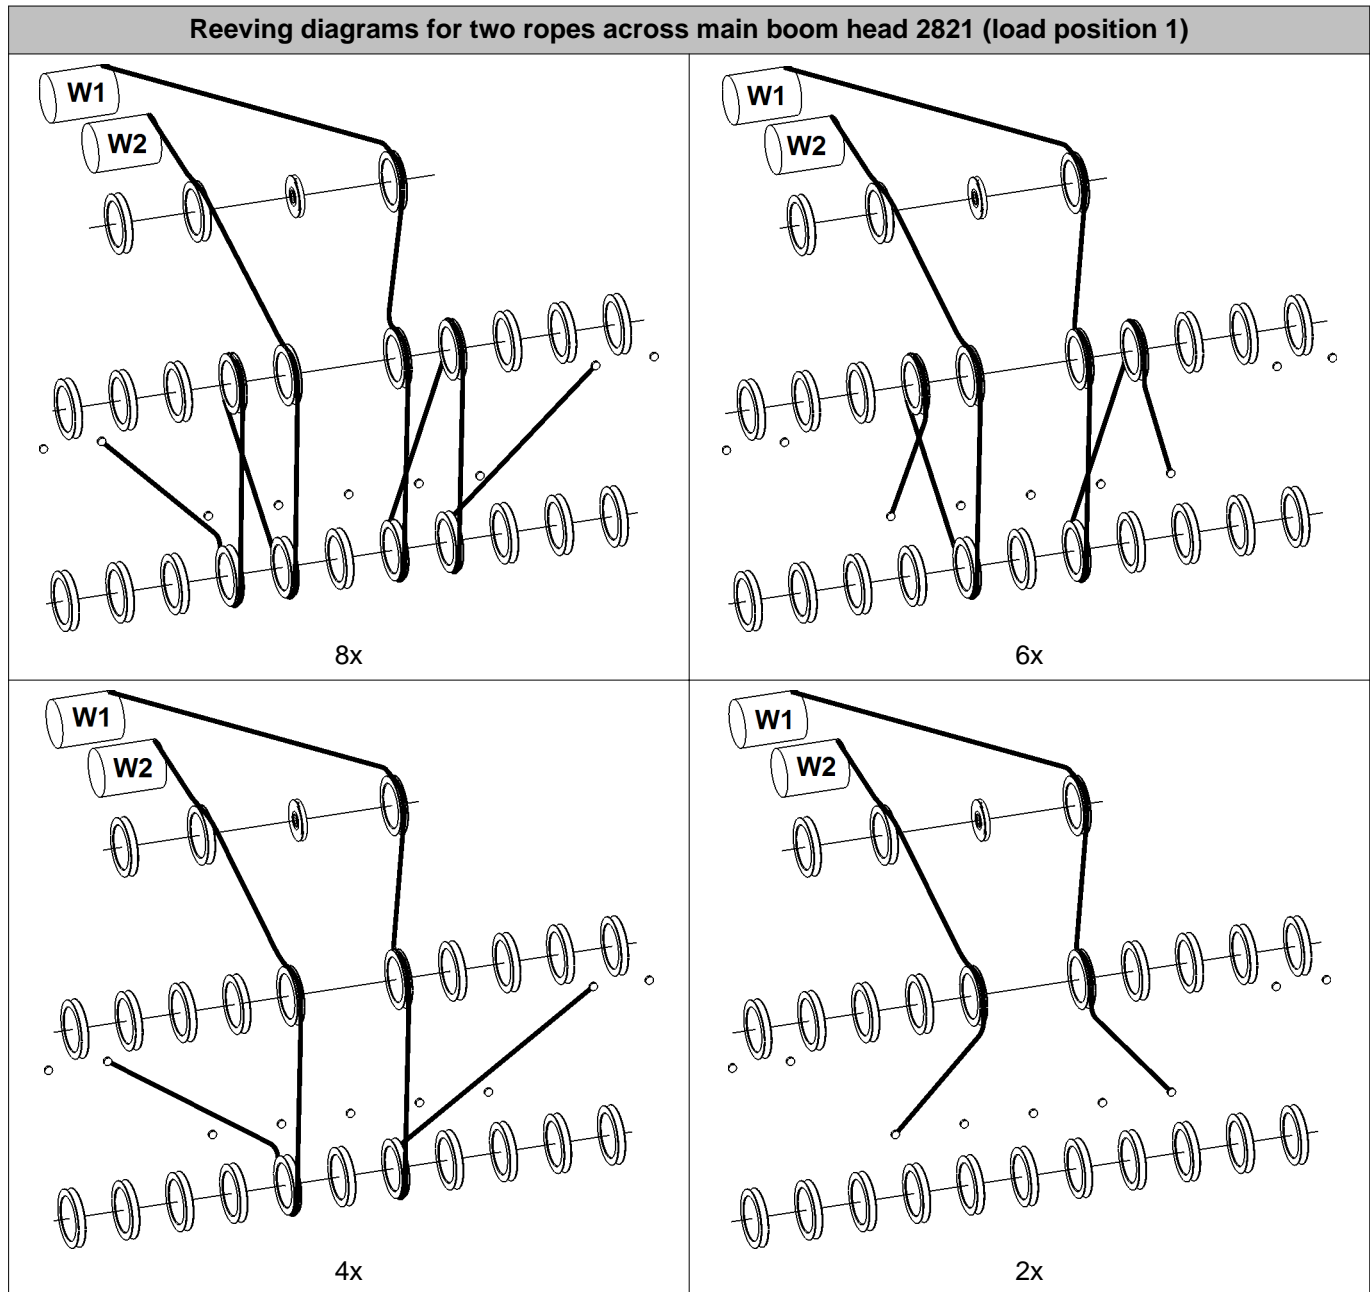 Reeving diagrams for two ropes across main boom head 2821 (load position 1)
W1
W2
8x
W1
W2
6x
W1
W2
4x
W1
W2
2x